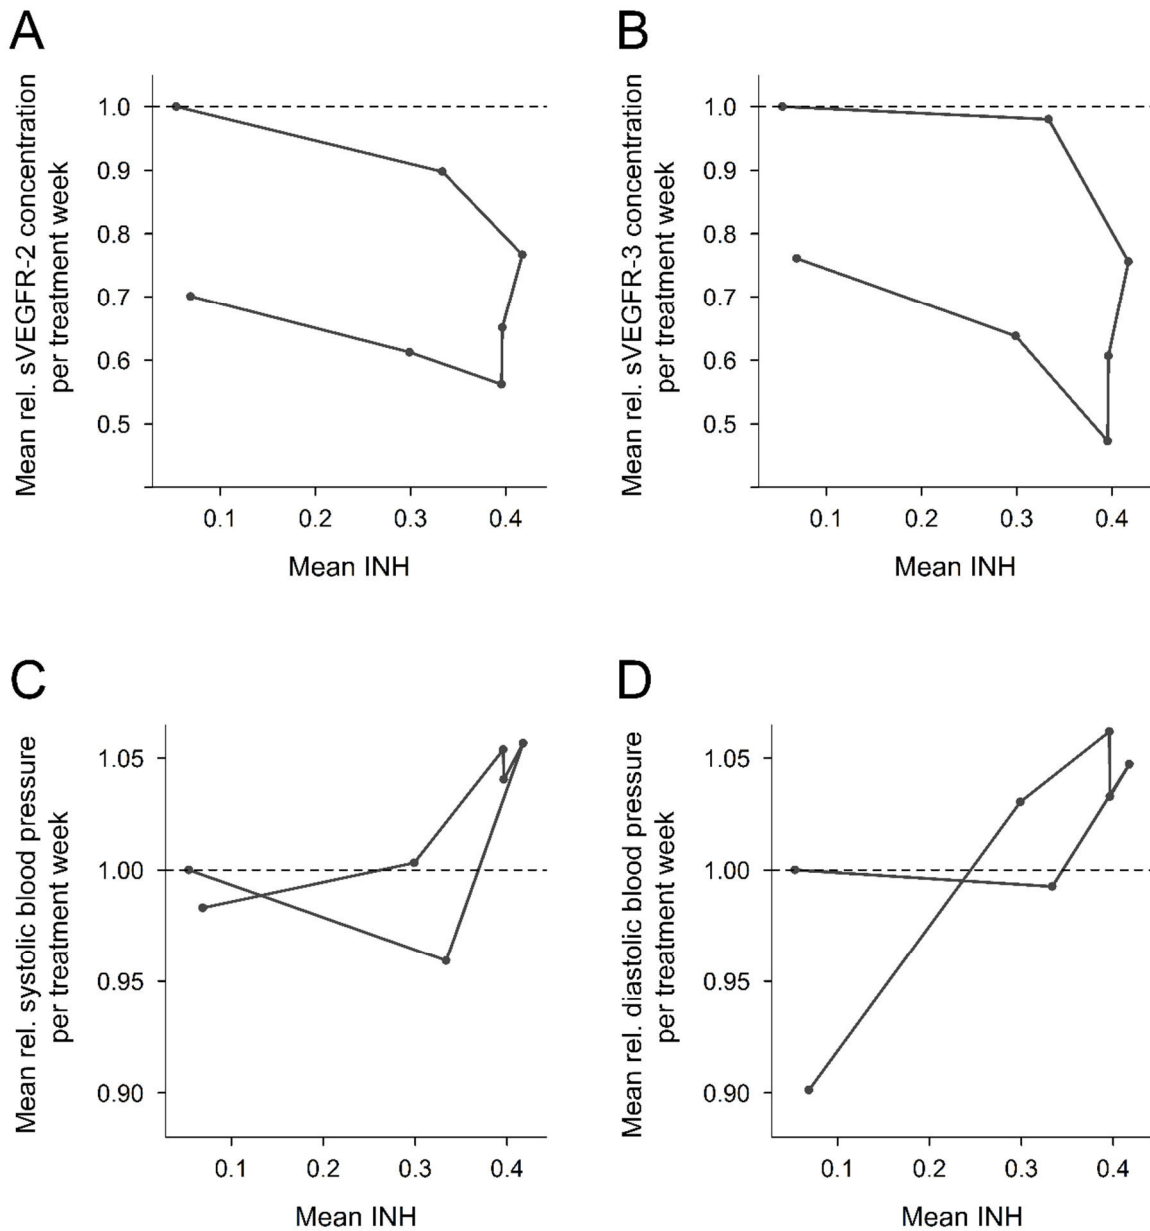 A
Mean rel. sVEGFR-2 concentration
per treatment week
1.0
0.9
0.8
0.7
0.6
0.5
0.1 0.2 0.3 0.4
Mean INH
B
Mean rel. sVEGFR-3 concentration
per treatment week
1.0
0.9
0.8
0.7
0.6
0.5
0.1 0.2 0.3 0.4
Mean INH
C
Mean rel. systolic blood pressure
per treatment week
1.05
1.00
0.95
0.90
0.1 0.2 0.3 0.4
Mean INH
D
Mean rel. diastolic blood pressure
per treatment week
1.05
1.00
0.95
0.90
0.1 0.2 0.3 0.4
Mean INH